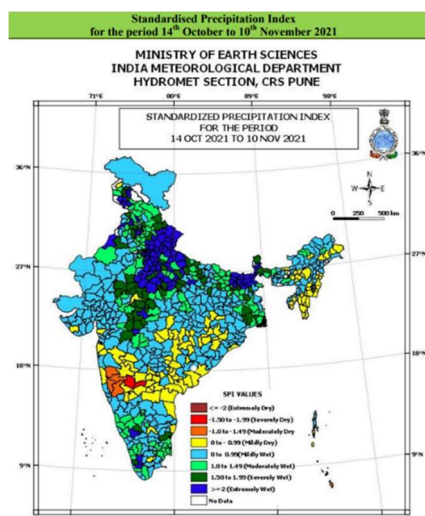 Standardised Precipitation Index
for the period 14th October to 10th November 2021
MINISTRY OF EARTH SCIENCES
INDIA METEOROLOGICAL DEPARTMENT
HYDROMET SECTION, CRS PUNE
71°E 80°E 89°E 98°E
STANDARDIZED PRECIPITATION INDEX
FOR THE PERIOD
14 OCT 2021 TO 10 NOV 2021
36°N
N
W E
S
0 250 500 km
27°N 27°N
18°N 18°N
9°N 9°N
SPI VALUES
<= -2 (Extremely Dry)
-1.50 to -1.99 (Severely Dry)
-1.0 to -1.49 (Moderately Dry)
0 to -0.99 (Mildly Dry)
0 to 0.99 (Mildly Wet)
1.0 to 1.49 (Moderately Wet)
1.50 to 1.99 (Severely Wet)
>= 2 (Extremely Wet)
No Data